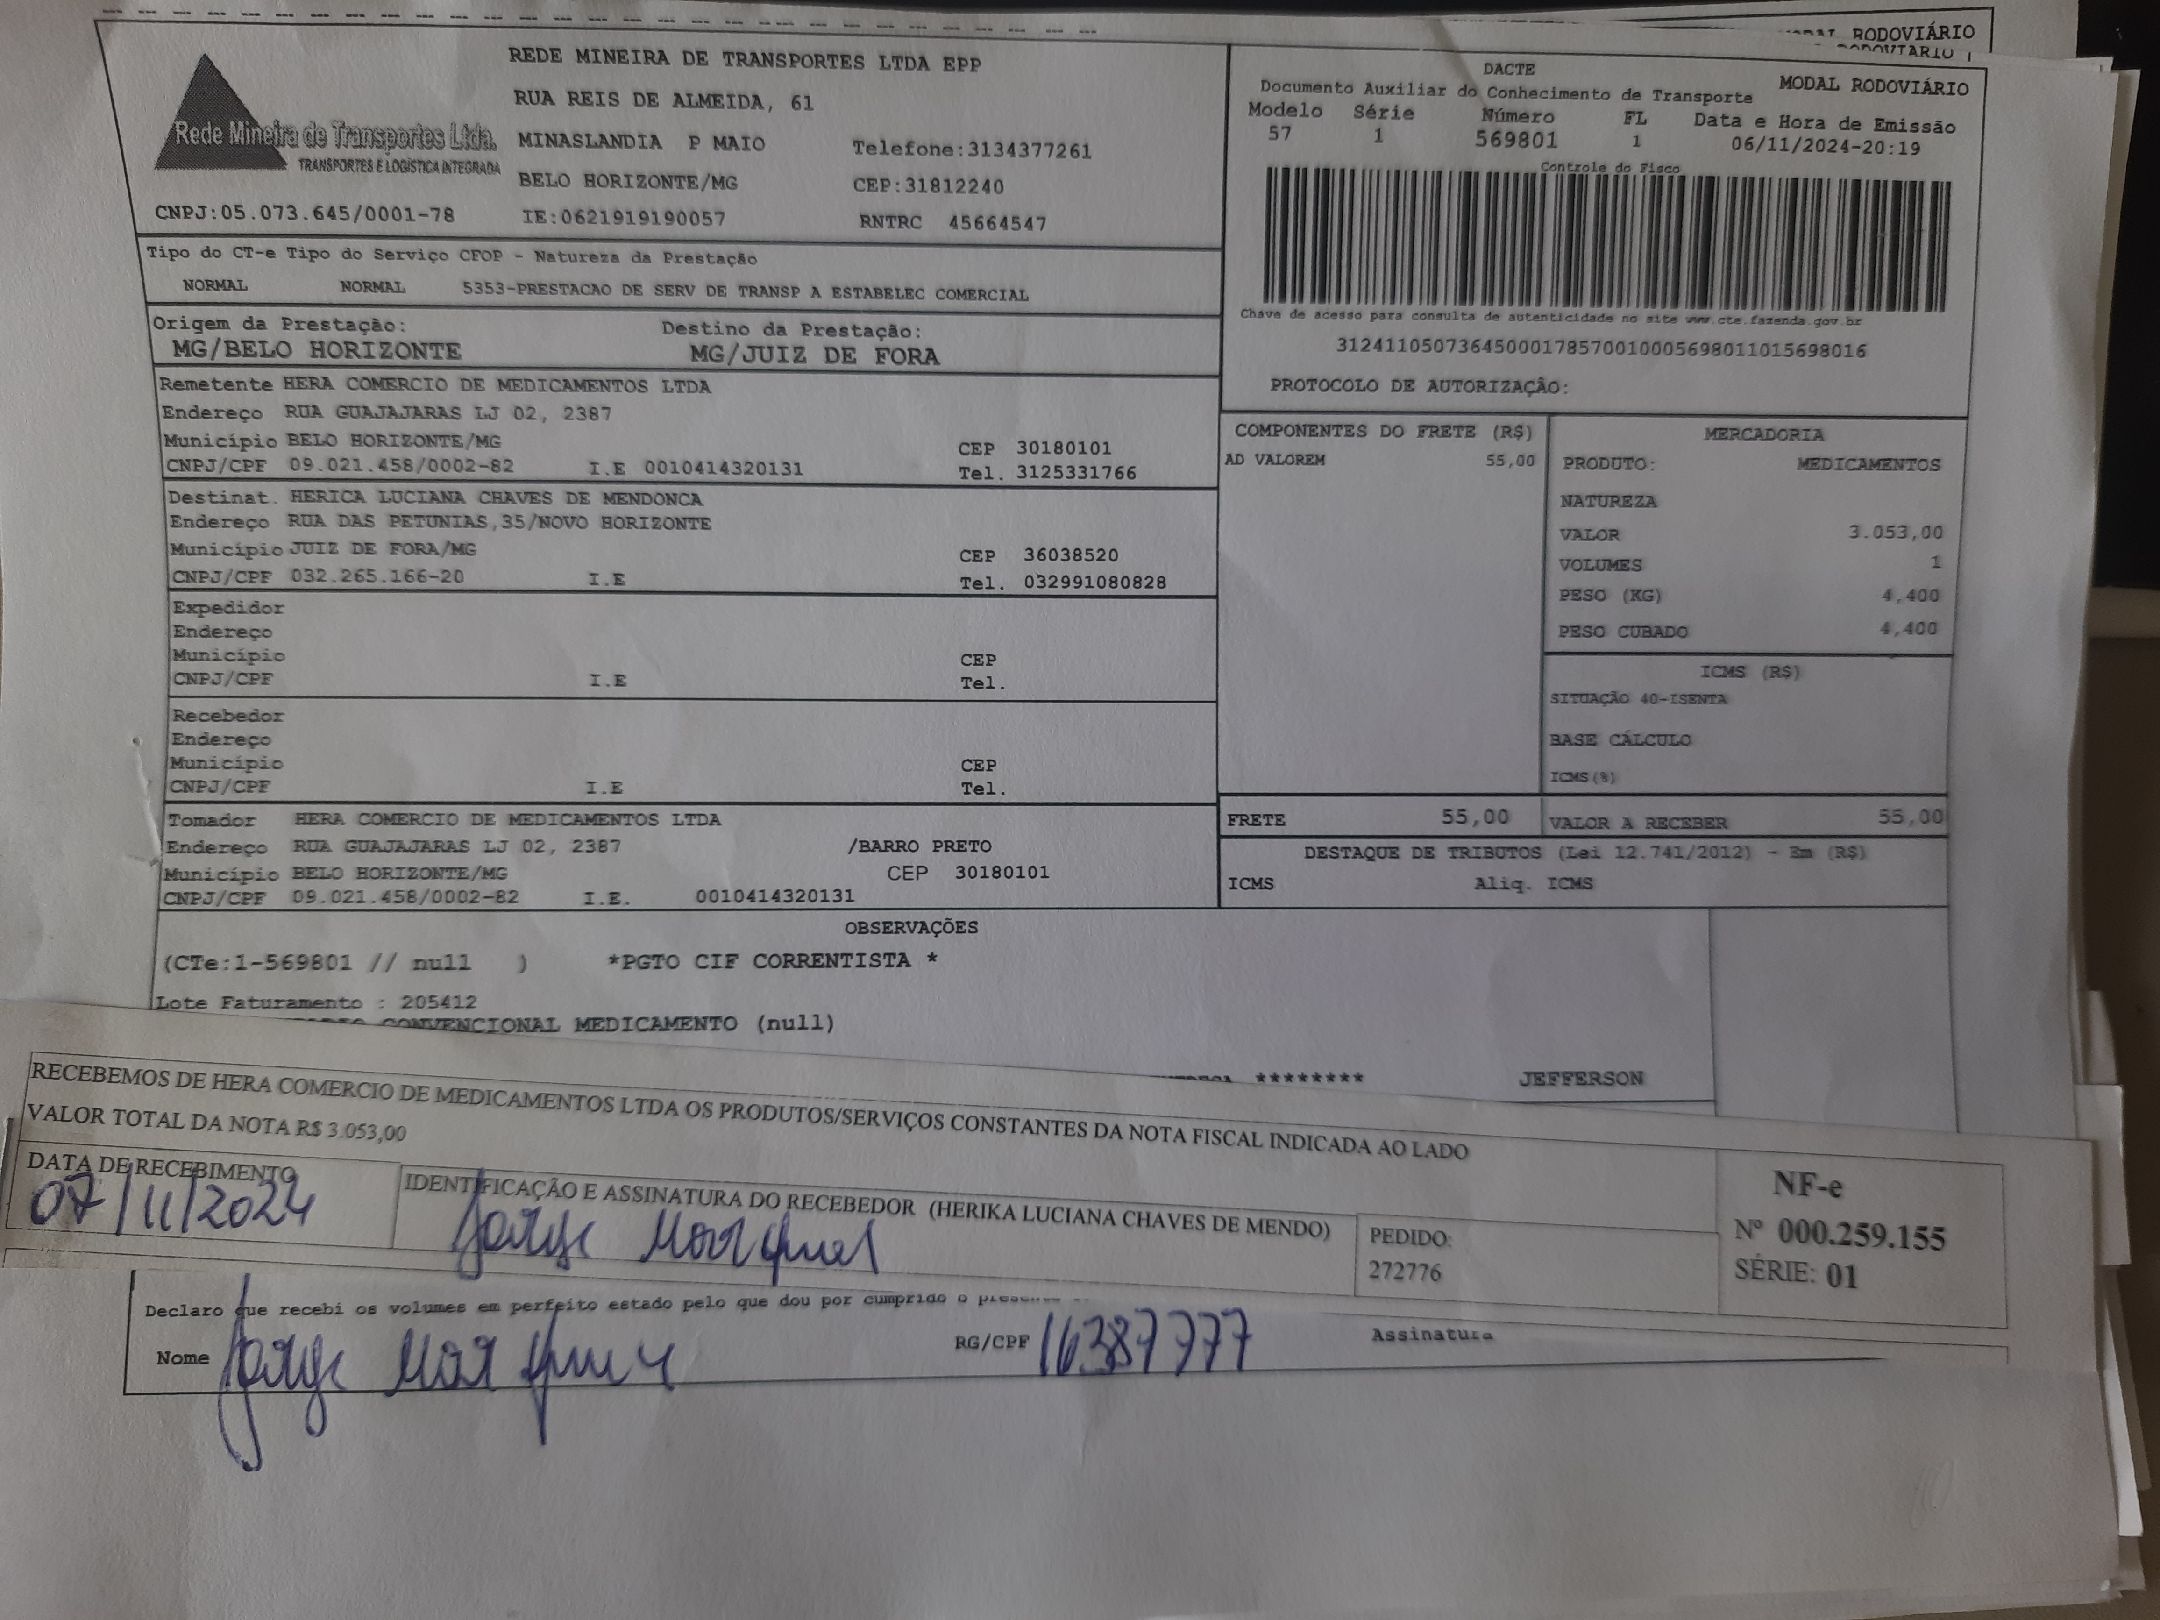 REDE MINEIRA DE TRANSPORTES LTDA EPP
RUA REIS DE ALMEIDA, 61
Rede Mineira de Transportes Ltda.
TRANSPORTES E LOGÍSTICA INTEGRADA
MINASLANDIA P MAIO Telefone:3134377261
BELO HORIZONTE/MG CEP:31812240
CNPJ:05.073.645/0001-78 IE:0621919190057 RNTRC 45664547
RODOVIÁRIO
RODOVIÁRIO
DACTE MODAL RODOVIÁRIO
Documento Auxiliar do Conhecimento de Transporte
Modelo Série Número FL Data e Hora de Emissão
57 1 569801 1 06/11/2024-20:19
Controle do Fisco
Chave de acesso para consulta de autenticidade no site www.cte.fazenda.gov.br
31241105073645000178570010005698011015698016
PROTOCOLO DE AUTORIZAÇÃO:
Tipo do CT-e Tipo do Serviço CFOP - Natureza da Prestação
NORMAL NORMAL 5353-PRESTACAO DE SERV DE TRANSP A ESTABELEC COMERCIAL
Origem da Prestação: Destino da Prestação:
MG/BELO HORIZONTE MG/JUIZ DE FORA
Remetente HERA COMERCIO DE MEDICAMENTOS LTDA
Endereço RUA GUAJAJARAS LJ 02, 2387
Município BELO HORIZONTE/MG CEP 30180101
CNPJ/CPF 09.021.458/0002-82 I.E 0010414320131 Tel. 3125331766
Destinat. HERICA LUCIANA CHAVES DE MENDONCA
Endereço RUA DAS PETUNIAS,35/NOVO HORIZONTE
Município JUIZ DE FORA/MG CEP 36038520
CNPJ/CPF 032.265.166-20 I.E Tel. 032991080828
Expedidor
Endereço
Município CEP
CNPJ/CPF I.E Tel.
Recebedor
Endereço
Município CEP
CNPJ/CPF I.E Tel.
Tomador HERA COMERCIO DE MEDICAMENTOS LTDA
Endereço RUA GUAJAJARAS LJ 02, 2387 /BARRO PRETO
Município BELO HORIZONTE/MG CEP 30180101
CNPJ/CPF 09.021.458/0002-82 I.E. 0010414320131
COMPONENTES DO FRETE (R$)
AD VALOREM 55,00
MERCADORIA
PRODUTO: MEDICAMENTOS
NATUREZA
VALOR 3.053,00
VOLUMES 1
PESO (KG) 4,400
PESO CUBADO 4,400
ICMS (R$)
SITUAÇÃO 40-ISENTA
BASE CÁLCULO
ICMS(%)
FRETE 55,00 VALOR A RECEBER 55,00
DESTAQUE DE TRIBUTOS (Lei 12.741/2012) - Em (R$)
ICMS Aliq. ICMS
OBSERVAÇÕES
(CTe:1-569801 // null ) *PGTO CIF CORRENTISTA *
Lote Faturamento : 205412
CONVENCIONAL MEDICAMENTO (null)
******** JEFFERSON
RECEBEMOS DE HERA COMERCIO DE MEDICAMENTOS LTDA OS PRODUTOS/SERVIÇOS CONSTANTES DA NOTA FISCAL INDICADA AO LADO
VALOR TOTAL DA NOTA R$ 3.053,00
DATA DE RECEBIMENTO
07/11/2024
IDENTIFICAÇÃO E ASSINATURA DO RECEBEDOR (HERIKA LUCIANA CHAVES DE MENDO)
Jorge Marques
PEDIDO:
272776
NF-e
Nº 000.259.155
SÉRIE: 01
Declaro que recebi os volumes em perfeito estado pelo que dou por cumprido o
Nome Jorge Marques RG/CPF 16387777 Assinatura